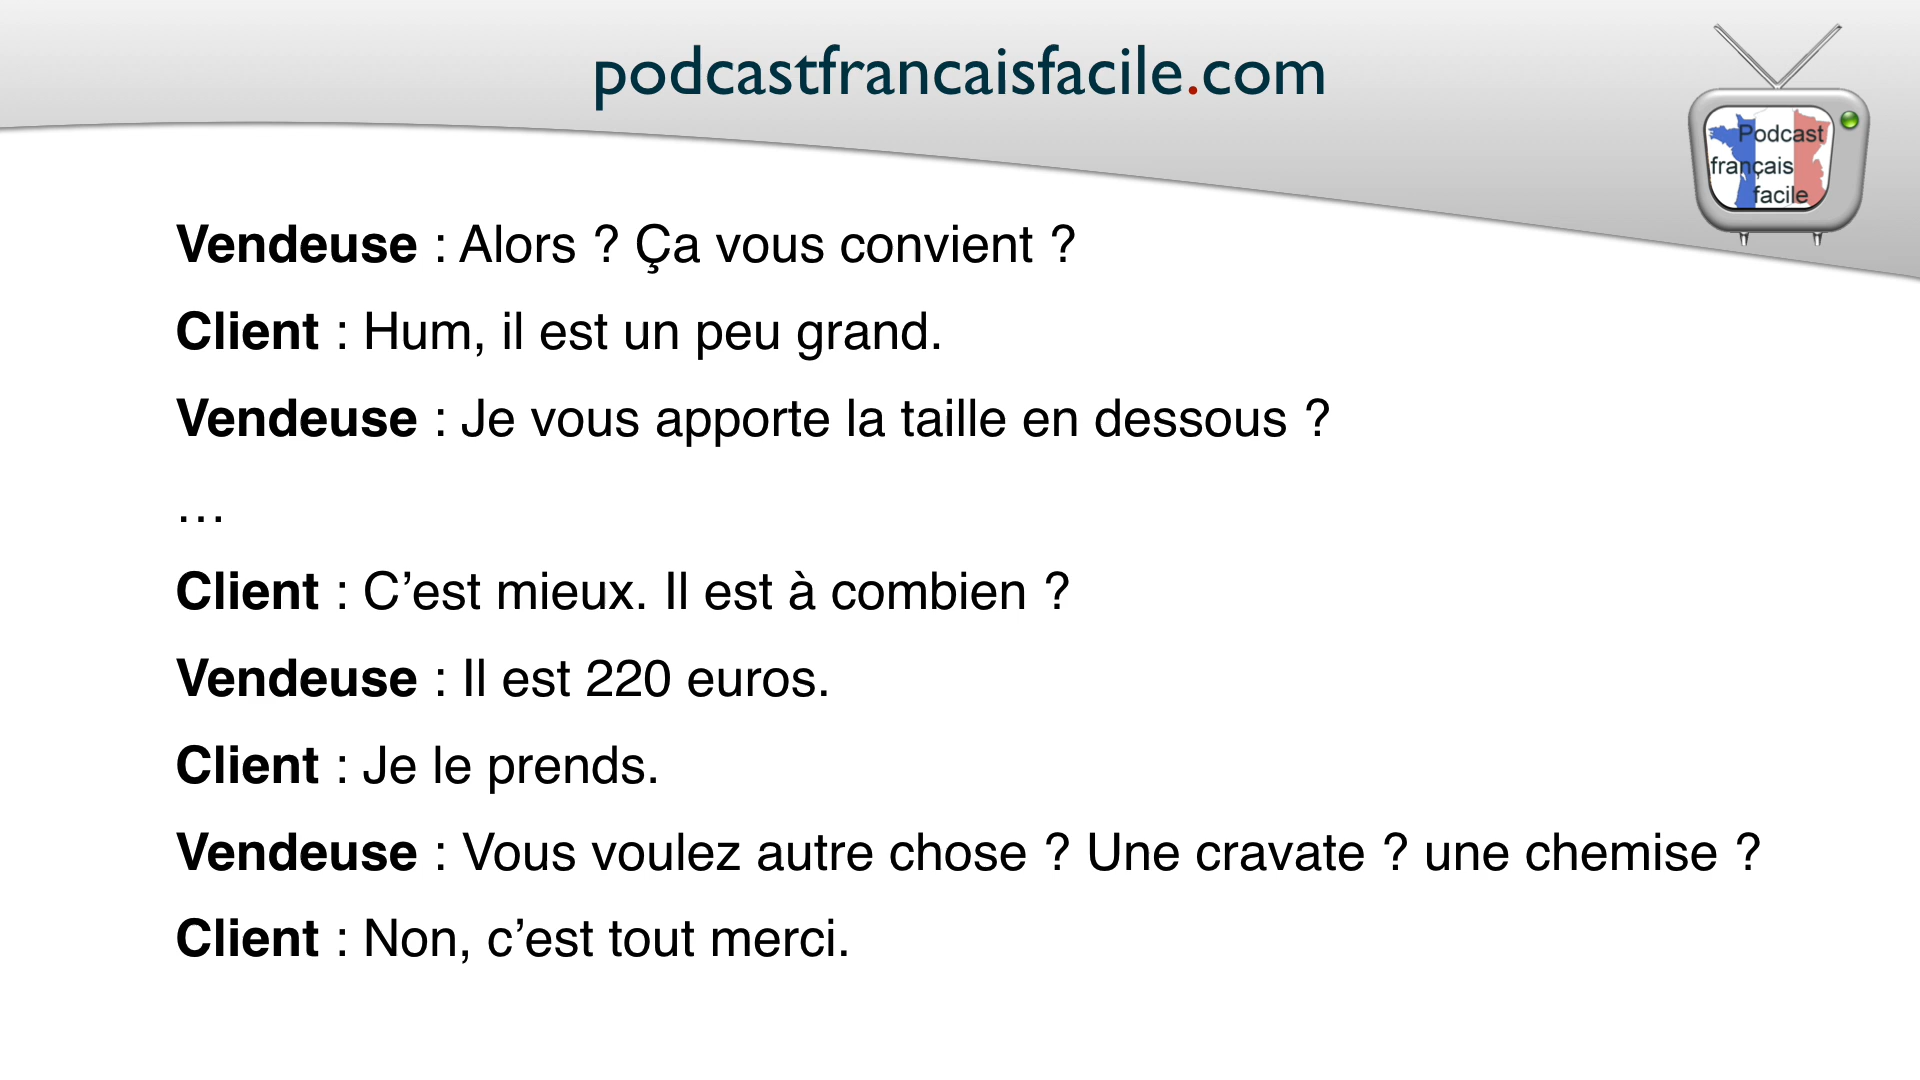 podcastfrancaisfacile.com
Podcast
français
facile
Vendeuse : Alors ? Ça vous convient ?
Client : Hum, il est un peu grand.
Vendeuse : Je vous apporte la taille en dessous ?
…
Client : C’est mieux. Il est à combien ?
Vendeuse : Il est 220 euros.
Client : Je le prends.
Vendeuse : Vous voulez autre chose ? Une cravate ? une chemise ?
Client : Non, c’est tout merci.